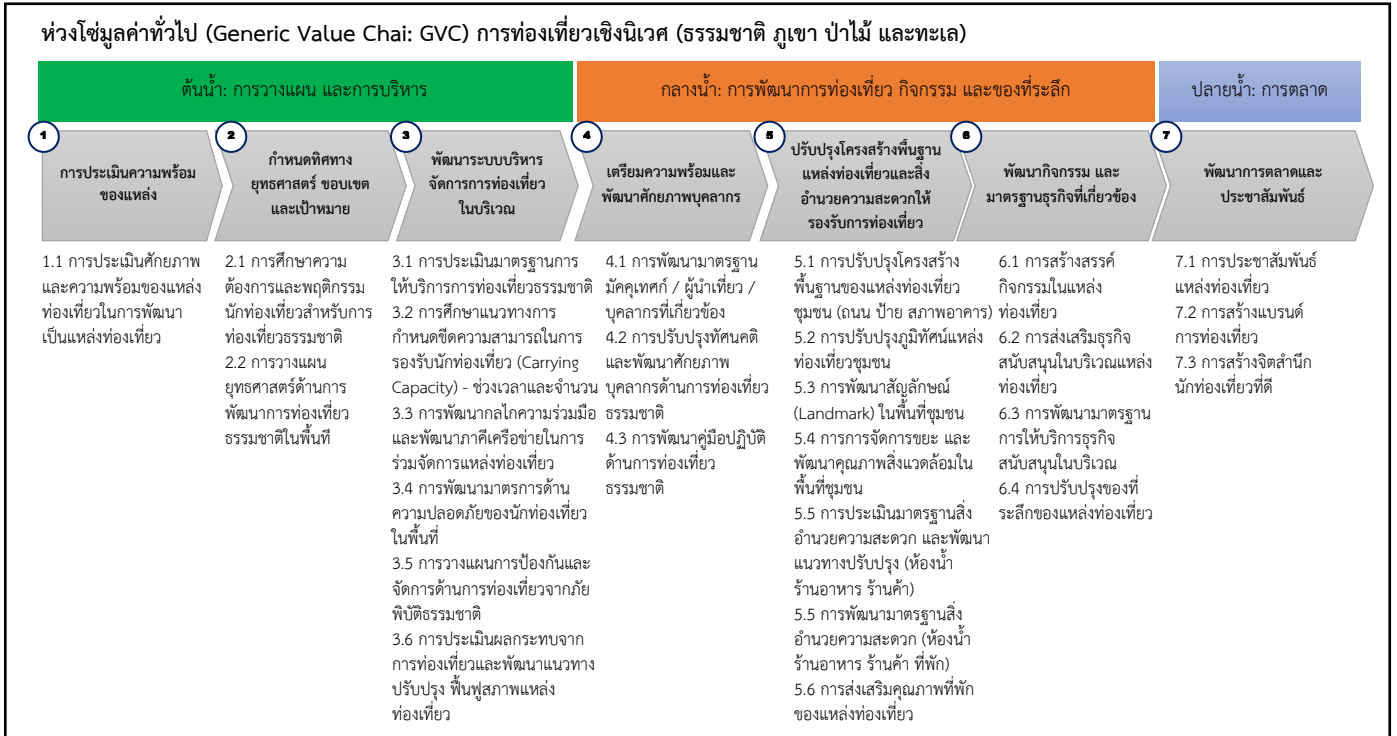 ห่วงโซ่มูลค่าทั่วไป (Generic Value Chai: GVC) การท่องเที่ยวเชิงนิเวศ (ธรรมชาติ ภูเขา ป่าไม้ และทะเล)
ต้นน้ำ: การวางแผน และการบริหาร
กลางน้ำ: การพัฒนาการท่องเที่ยว กิจกรรม และของที่ระลึก
ปลายน้ำ: การตลาด
1
การประเมินความพร้อม
ของแหล่ง
2
กำหนดทิศทาง
ยุทธศาสตร์ ขอบเขต
และเป้าหมาย
3
พัฒนาระบบบริหาร
จัดการการท่องเที่ยว
ในบริเวณ
4
เตรียมความพร้อมและ
พัฒนาศักยภาพบุคลากร
5
ปรับปรุงโครงสร้างพื้นฐาน
แหล่งท่องเที่ยวและสิ่ง
อำนวยความสะดวกให้
รองรับการท่องเที่ยว
6
พัฒนากิจกรรม และ
มาตรฐานธุรกิจที่เกี่ยวข้อง
7
พัฒนาการตลาดและ
ประชาสัมพันธ์
1.1 การประเมินศักยภาพ
และความพร้อมของแหล่ง
ท่องเที่ยวในการพัฒนา
เป็นแหล่งท่องเที่ยว
2.1 การศึกษาความ
ต้องการและพฤติกรรม
นักท่องเที่ยวสำหรับการ
ท่องเที่ยวธรรมชาติ
2.2 การวางแผน
ยุทธศาสตร์ด้านการ
พัฒนาการท่องเที่ยว
ธรรมชาติในพื้นที่
3.1 การประเมินมาตรฐานการ
ให้บริการการท่องเที่ยวธรรมชาติ
3.2 การศึกษาแนวทางการ
กำหนดขีดความสามารถในการ
รองรับนักท่องเที่ยว (Carrying
Capacity) - ช่วงเวลาและจำนวน
3.3 การพัฒนากลไกความร่วมมือ
และพัฒนาภาคีเครือข่ายในการ
ร่วมจัดการแหล่งท่องเที่ยว
3.4 การพัฒนามาตรการด้าน
ความปลอดภัยของนักท่องเที่ยว
ในพื้นที่
3.5 การวางแผนการป้องกันและ
จัดการด้านการท่องเที่ยวจากภัย
พิบัติธรรมชาติ
3.6 การประเมินผลกระทบจาก
การท่องเที่ยวและพัฒนาแนวทาง
ปรับปรุง ฟื้นฟูสภาพแหล่ง
ท่องเที่ยว
4.1 การพัฒนามาตรฐาน
มัคคุเทศก์ / ผู้นำเที่ยว /
บุคลากรที่เกี่ยวข้อง
4.2 การปรับปรุงทัศนคติ
และพัฒนาศักยภาพ
บุคลากรด้านการท่องเที่ยว
ธรรมชาติ
4.3 การพัฒนาคู่มือปฏิบัติ
ด้านการท่องเที่ยว
ธรรมชาติ
5.1 การปรับปรุงโครงสร้าง
พื้นฐานของแหล่งท่องเที่ยว
ชุมชน (ถนน ป้าย สภาพอาคาร)
5.2 การปรับปรุงภูมิทัศน์แหล่ง
ท่องเที่ยวชุมชน
5.3 การพัฒนาสัญลักษณ์
(Landmark) ในพื้นที่ชุมชน
5.4 การการจัดการขยะ และ
พัฒนาคุณภาพสิ่งแวดล้อมใน
พื้นที่ชุมชน
5.5 การประเมินมาตรฐานสิ่ง
อำนวยความสะดวก และพัฒนา
แนวทางปรับปรุง (ห้องน้ำ
ร้านอาหาร ร้านค้า)
5.5 การพัฒนามาตรฐานสิ่ง
อำนวยความสะดวก (ห้องน้ำ
ร้านอาหาร ร้านค้า ที่พัก)
5.6 การส่งเสริมคุณภาพที่พัก
ของแหล่งท่องเที่ยว
6.1 การสร้างสรรค์
กิจกรรมในแหล่ง
ท่องเที่ยว
6.2 การส่งเสริมธุรกิจ
สนับสนุนในบริเวณแหล่ง
ท่องเที่ยว
6.3 การพัฒนามาตรฐาน
การให้บริการธุรกิจ
สนับสนุนในบริเวณ
6.4 การปรับปรุงของที่
ระลึกของแหล่งท่องเที่ยว
7.1 การประชาสัมพันธ์
แหล่งท่องเที่ยว
7.2 การสร้างแบรนด์
การท่องเที่ยว
7.3 การสร้างจิตสำนึก
นักท่องเที่ยวที่ดี